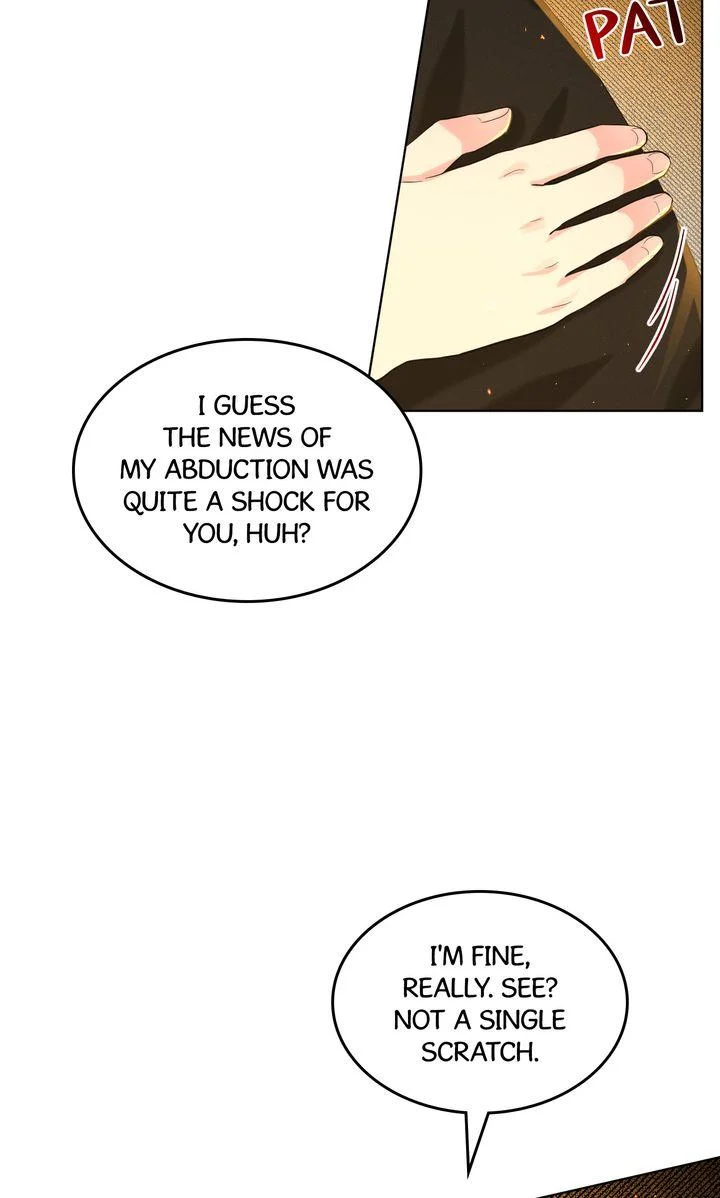 PAT
I GUESS
THE NEWS OF
MY ABDUCTION WAS
QUITE A SHOCK FOR
YOU, HUH?
I'M FINE,
REALLY. SEE?
NOT A SINGLE
SCRATCH.